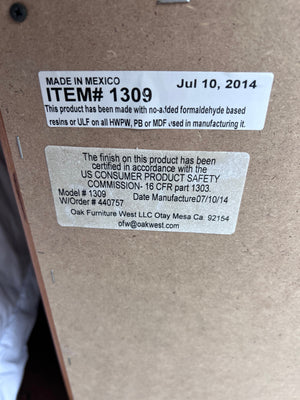 MADE IN MEXICO Jul 10, 2014
ITEM# 1309
This product has been made with no-added formaldehyde based
resins or ULF on all HWPW, PB or MDF used in manufacturing it.
The finish on this product has been
certified in accordance with the
US CONSUMER PRODUCT SAFETY
COMMISSION- 16 CFR part 1303.
Model # 1309 Date Manufacture07/10/14
W/Order # 440757
Oak Furniture West LLC Otay Mesa Ca. 92154
ofw@oakwest.com